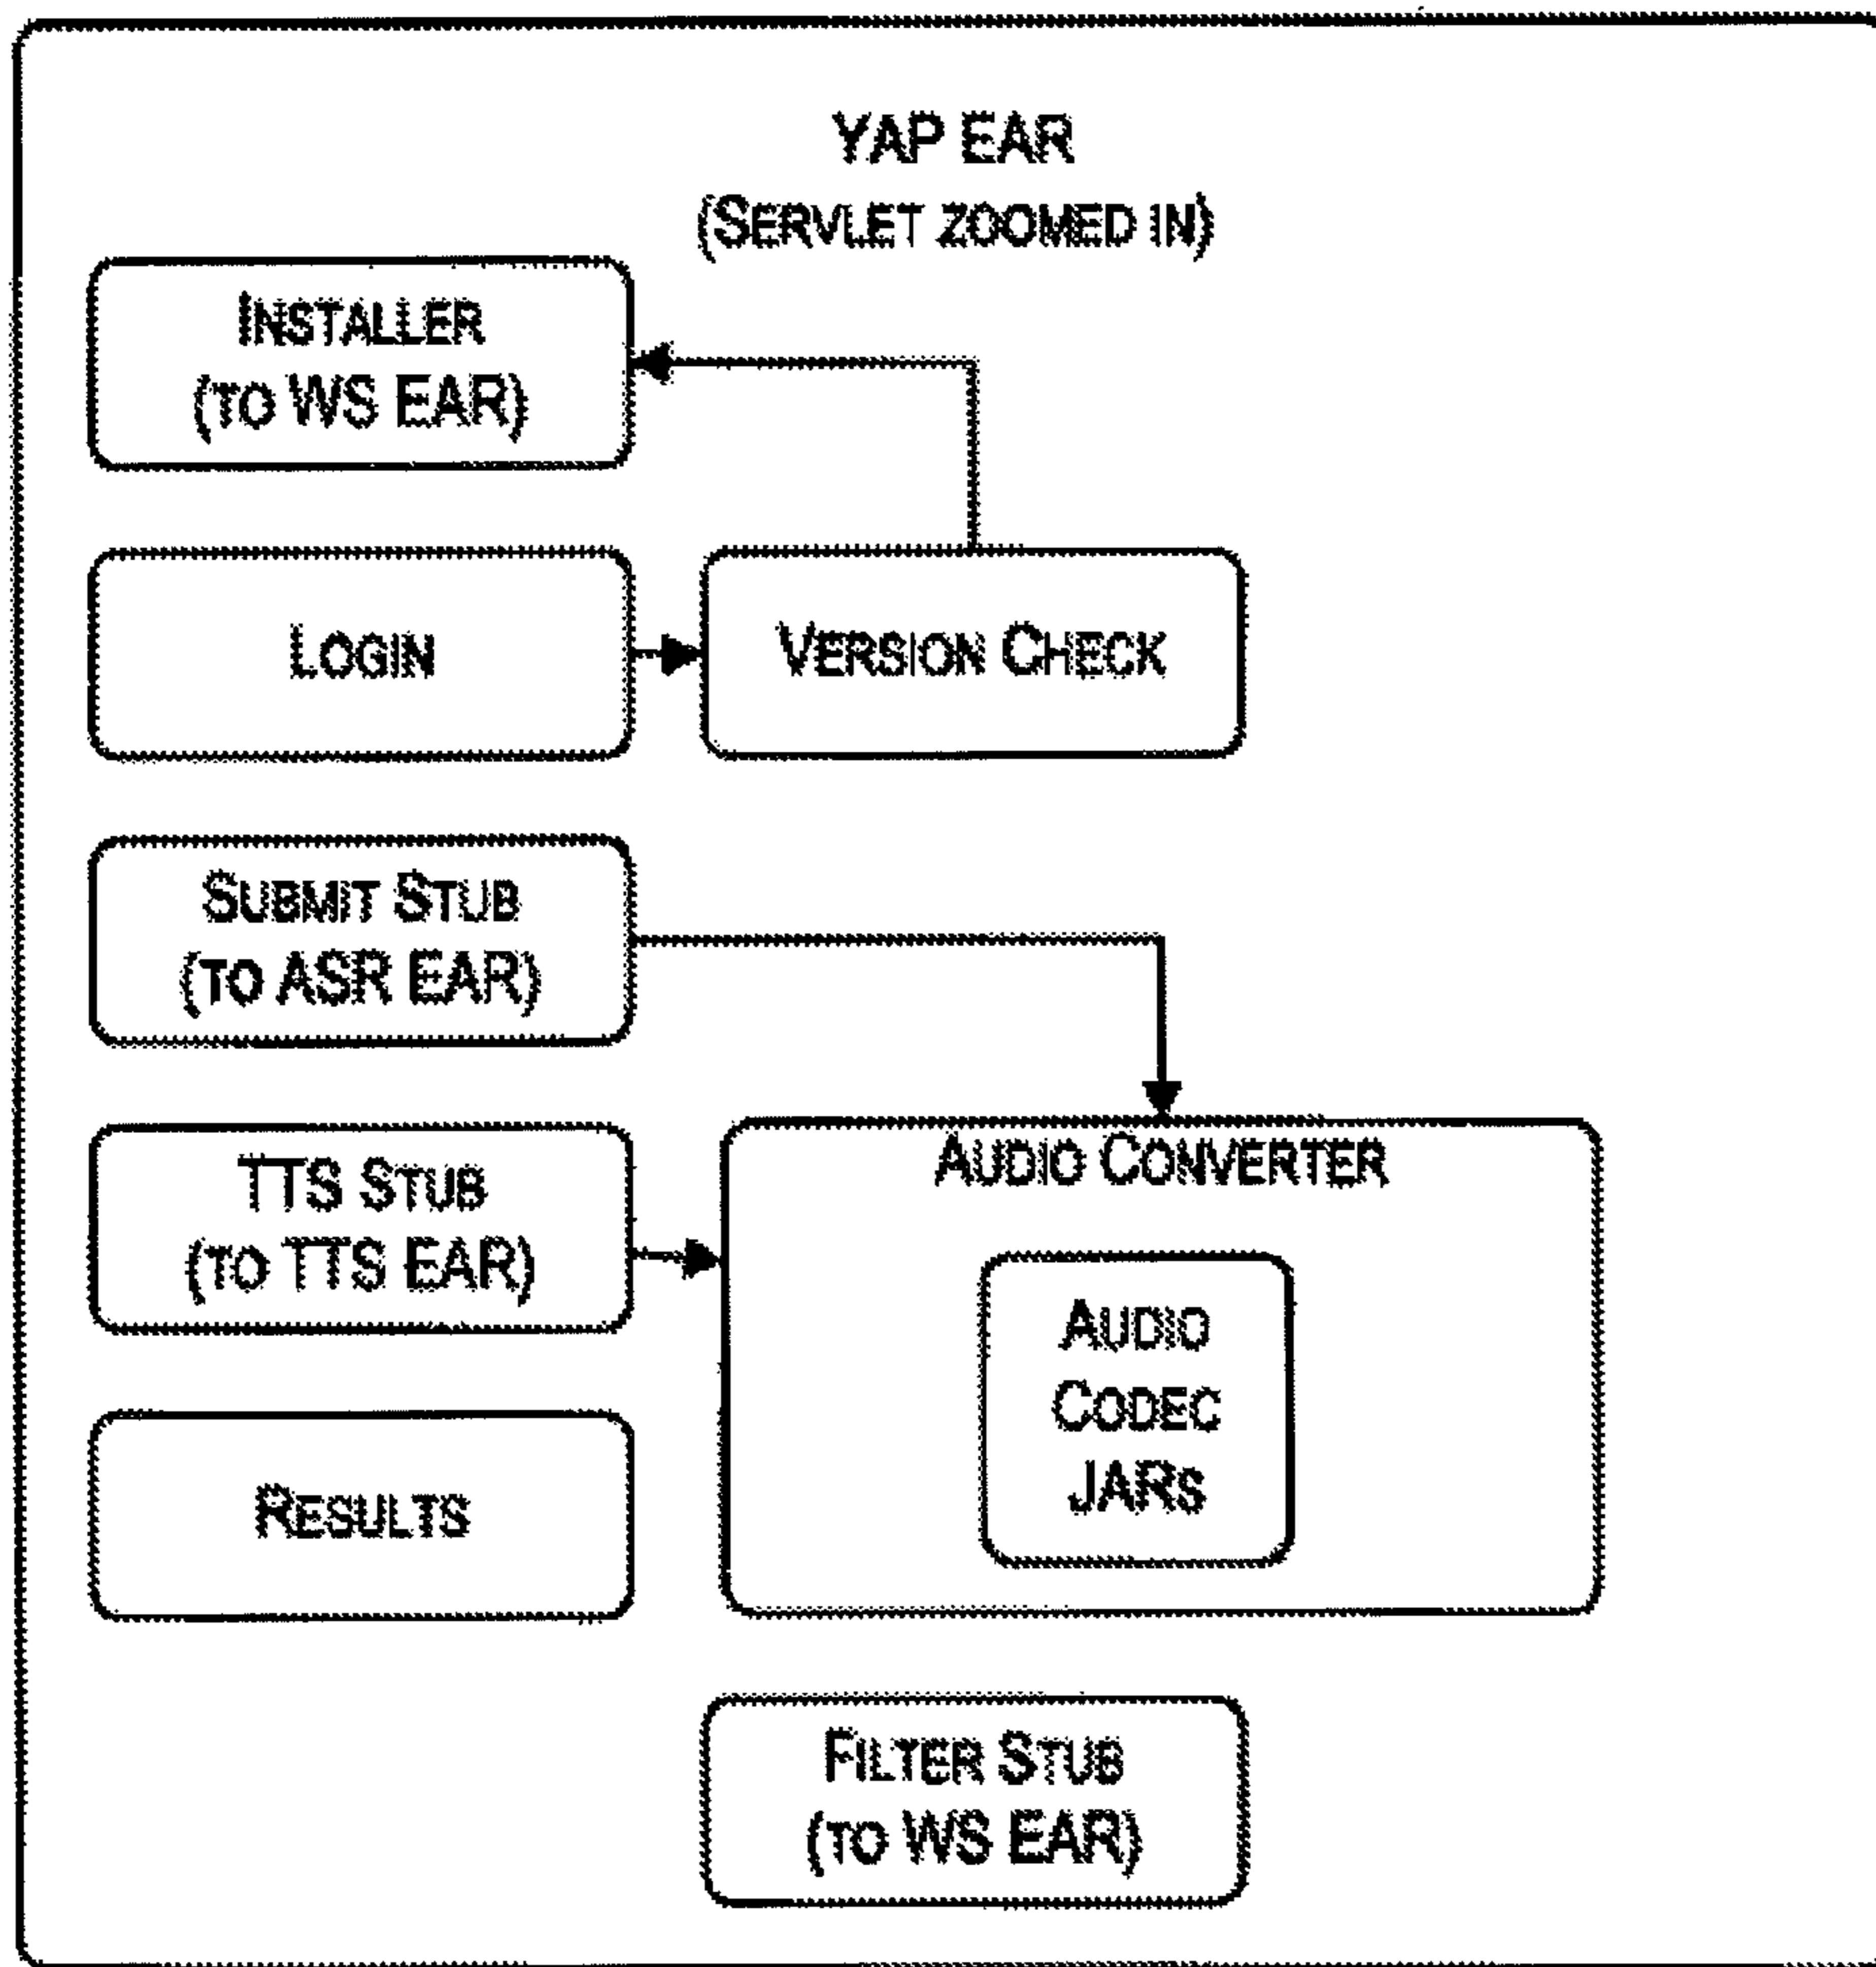 YAP EAR
(SERVLET ZOOMED IN)
INSTALLER
(TO WS EAR)
LOGIN
VERSION CHECK
SUBMIT STUB
(TO ASR EAR)
TTS STUB
(TO TTS EAR)
AUDIO CONVERTER
AUDIO
CODEC
JARS
RESULTS
FILTER STUB
(TO WS EAR)